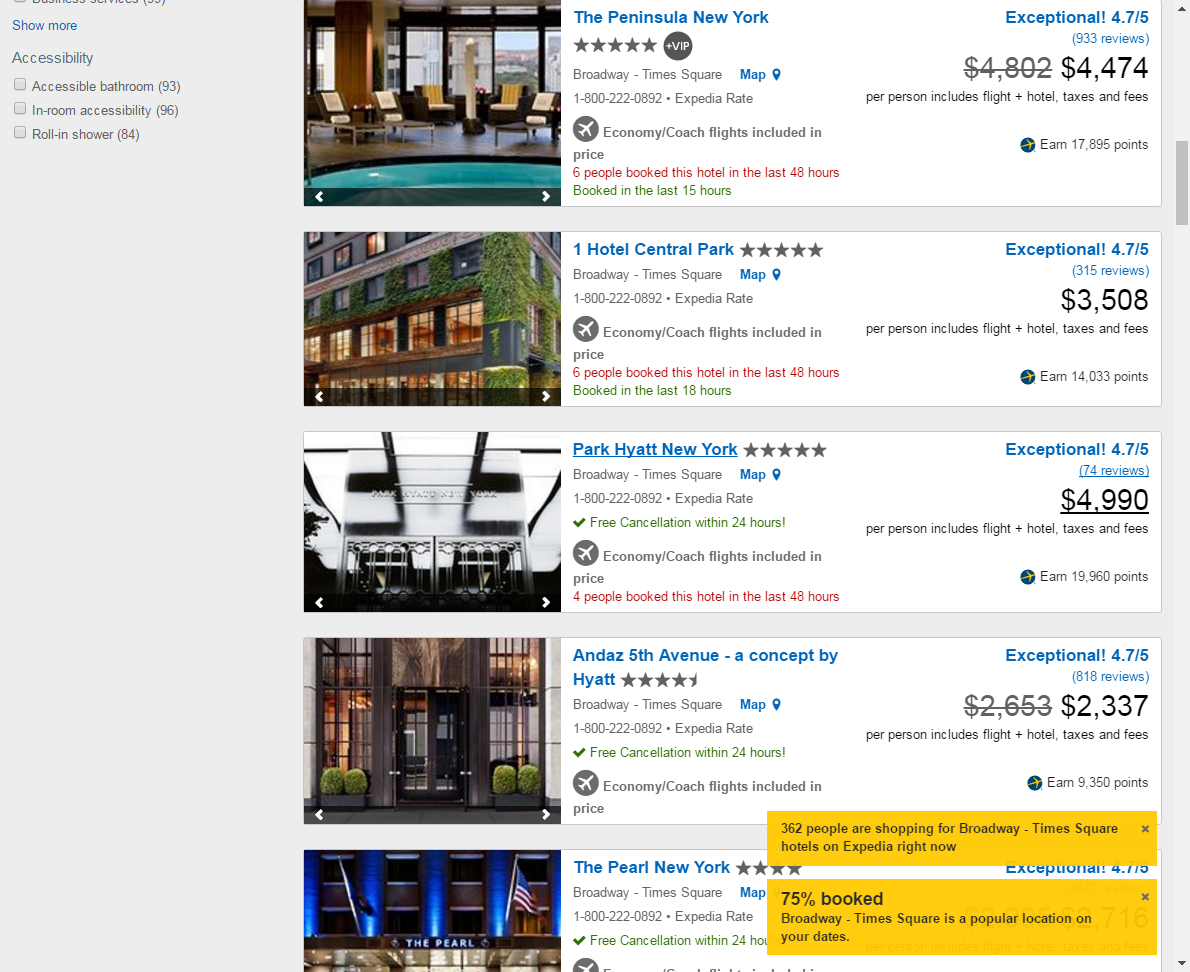 Business services (99)
Show more
Accessibility
Accessible bathroom (93)
In-room accessibility (96)
Roll-in shower (84)
The Peninsula New York
+VIP
Broadway - Times Square Map
1-800-222-0892 • Expedia Rate
Economy/Coach flights included in
price
6 people booked this hotel in the last 48 hours
Booked in the last 15 hours
Exceptional! 4.7/5
(933 reviews)
$4,802 $4,474
per person includes flight + hotel, taxes and fees
Earn 17,895 points
1 Hotel Central Park
Broadway - Times Square Map
1-800-222-0892 • Expedia Rate
Economy/Coach flights included in
price
6 people booked this hotel in the last 48 hours
Booked in the last 18 hours
Exceptional! 4.7/5
(315 reviews)
$3,508
per person includes flight + hotel, taxes and fees
Earn 14,033 points
PARK HYATT NEW YORK
Park Hyatt New York
Broadway - Times Square Map
1-800-222-0892 • Expedia Rate
Free Cancellation within 24 hours!
Economy/Coach flights included in
price
4 people booked this hotel in the last 48 hours
Exceptional! 4.7/5
(74 reviews)
$4,990
per person includes flight + hotel, taxes and fees
Earn 19,960 points
Andaz 5th Avenue - a concept by
Hyatt
Broadway - Times Square Map
1-800-222-0892 • Expedia Rate
Free Cancellation within 24 hours!
Economy/Coach flights included in
price
Exceptional! 4.7/5
(818 reviews)
$2,653 $2,337
per person includes flight + hotel, taxes and fees
Earn 9,350 points
362 people are shopping for Broadway - Times Square
hotels on Expedia right now
THE PEARL
The Pearl New York
Broadway - Times Square Map
1-800-222-0892 • Expedia Rate
Free Cancellation within 24 hou
Exceptional! 4.7/5
$2,716
per person includes flight + hotel, taxes and fees
75% booked
Broadway - Times Square is a popular location on
your dates.